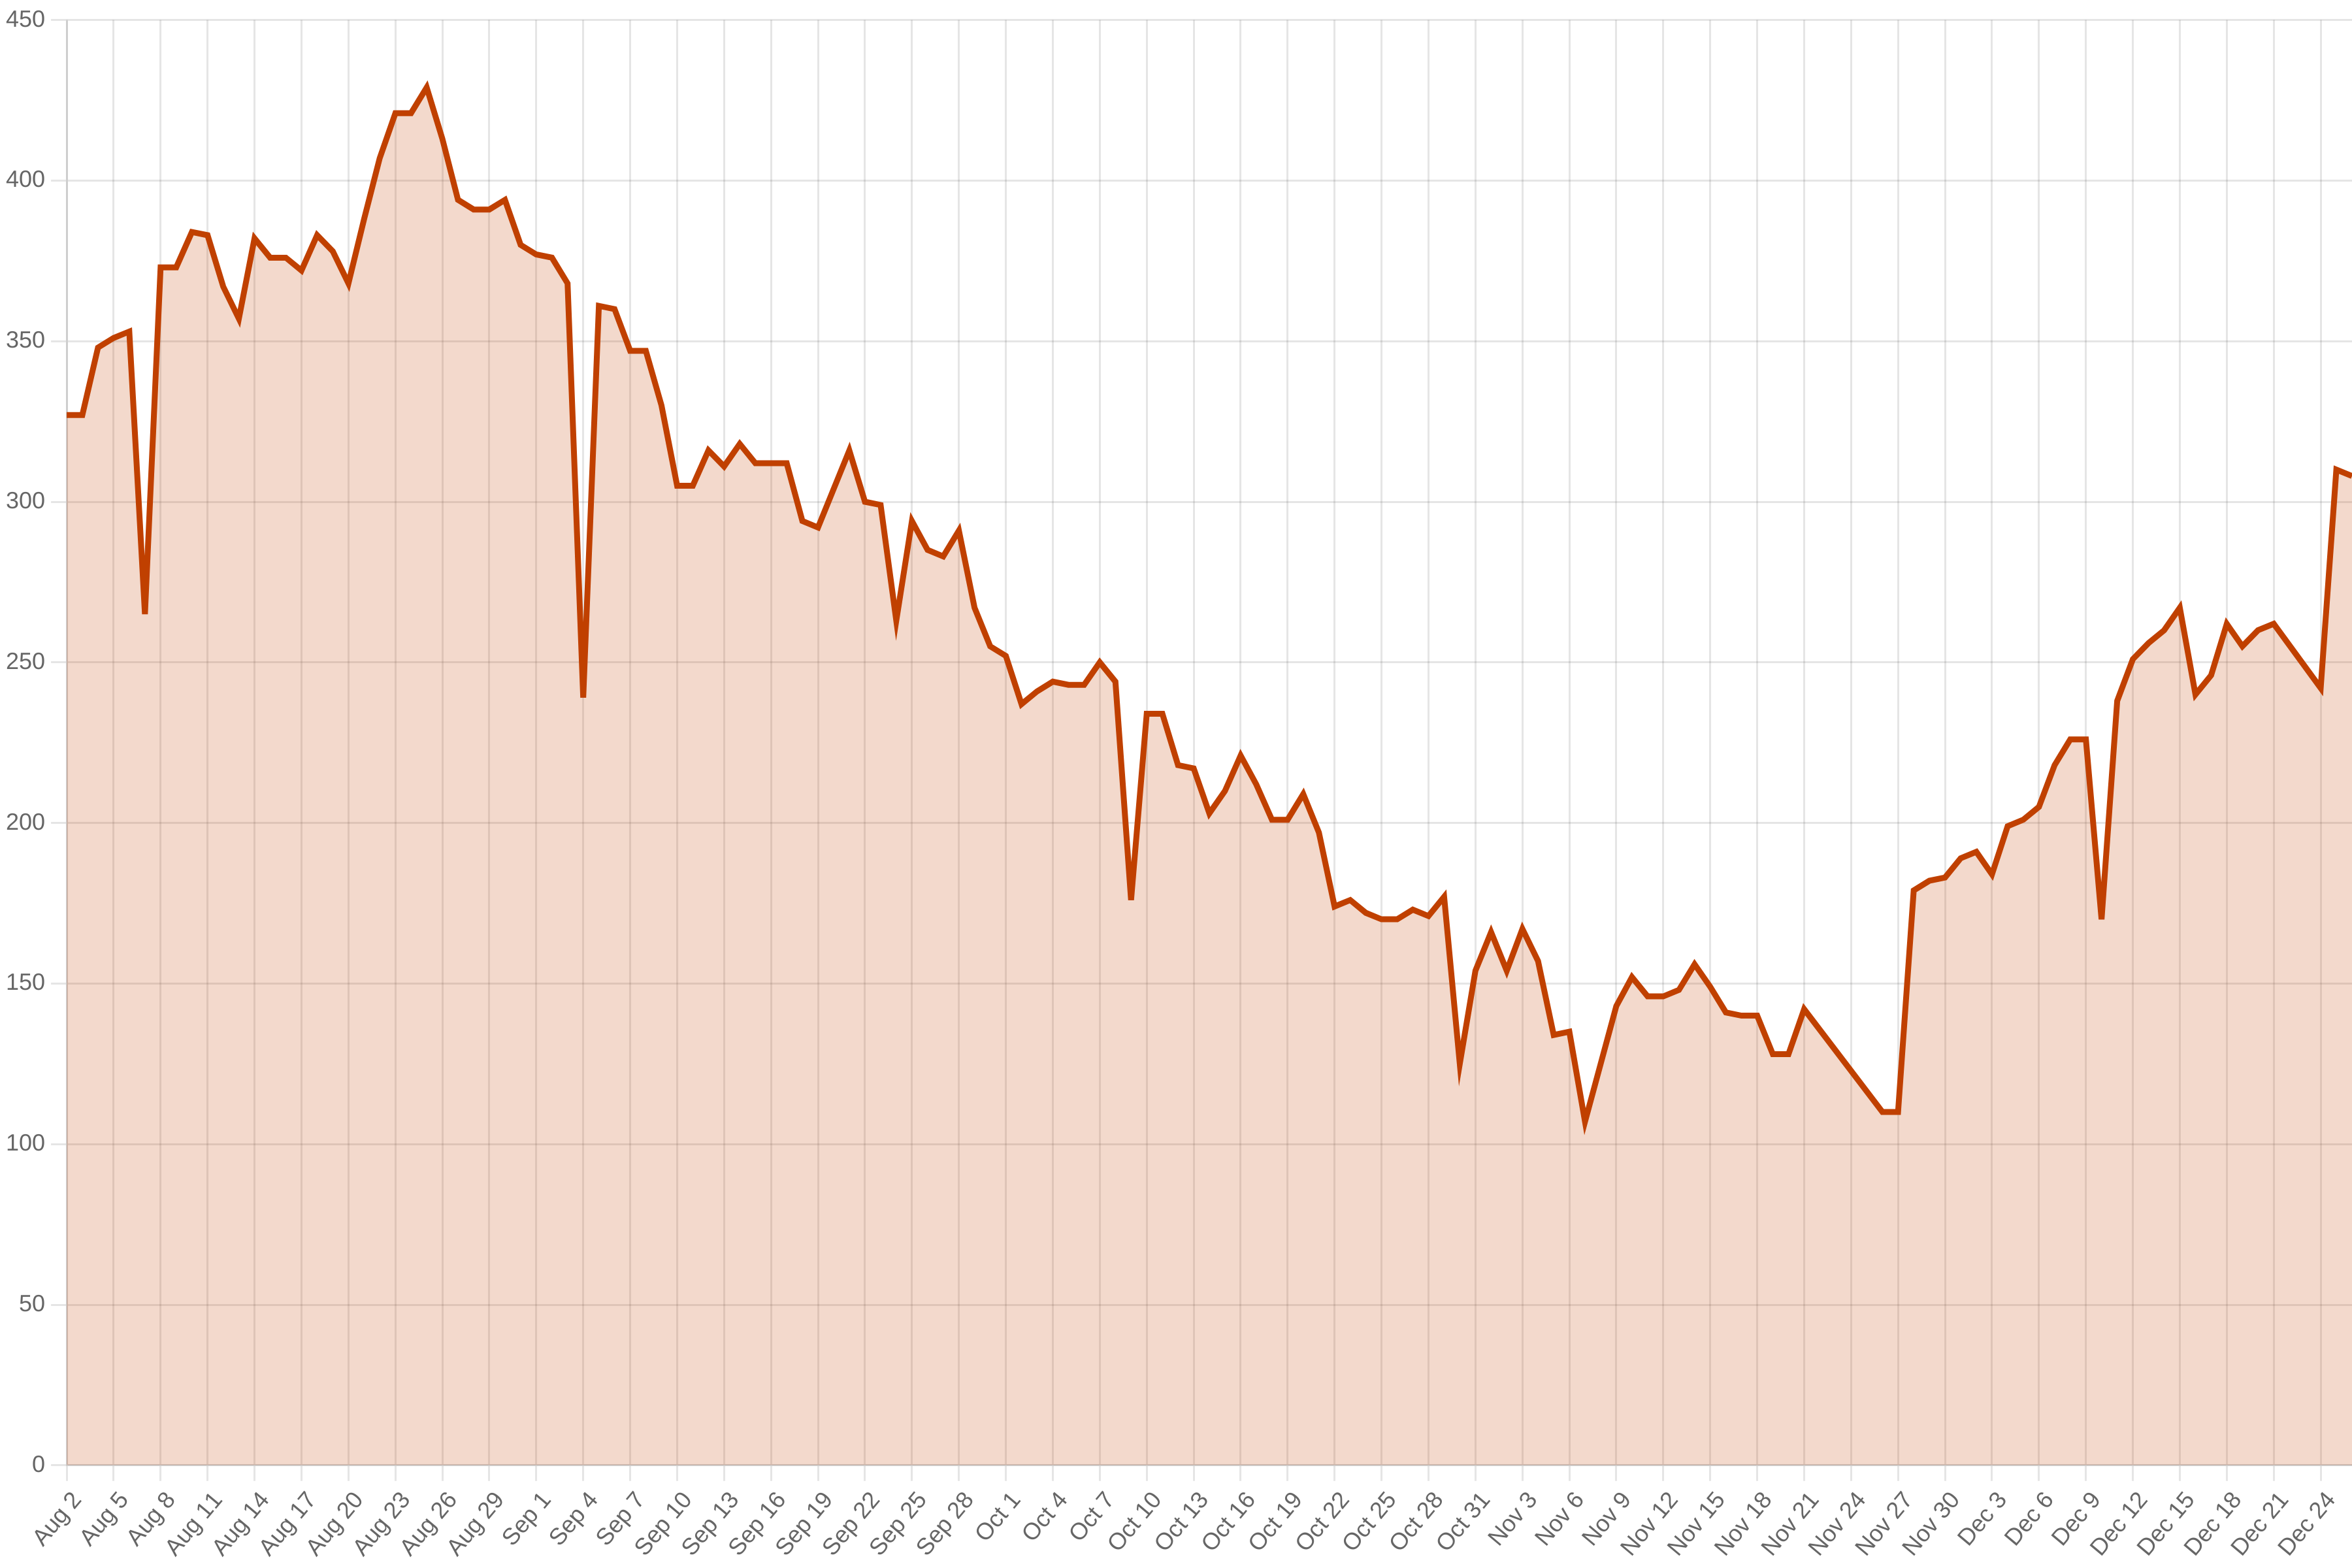 450
400
350
300
250
200
150
100
50
0
Aug 2
Aug 5
Aug 8
Aug 11
Aug 14
Aug 17
Aug 20
Aug 23
Aug 26
Aug 29
Sep 1
Sep 4
Sep 7
Sep 10
Sep 13
Sep 16
Sep 19
Sep 22
Sep 25
Sep 28
Oct 1
Oct 4
Oct 7
Oct 10
Oct 13
Oct 16
Oct 19
Oct 22
Oct 25
Oct 28
Oct 31
Nov 3
Nov 6
Nov 9
Nov 12
Nov 15
Nov 18
Nov 21
Nov 24
Nov 27
Nov 30
Dec 3
Dec 6
Dec 9
Dec 12
Dec 15
Dec 18
Dec 21
Dec 24